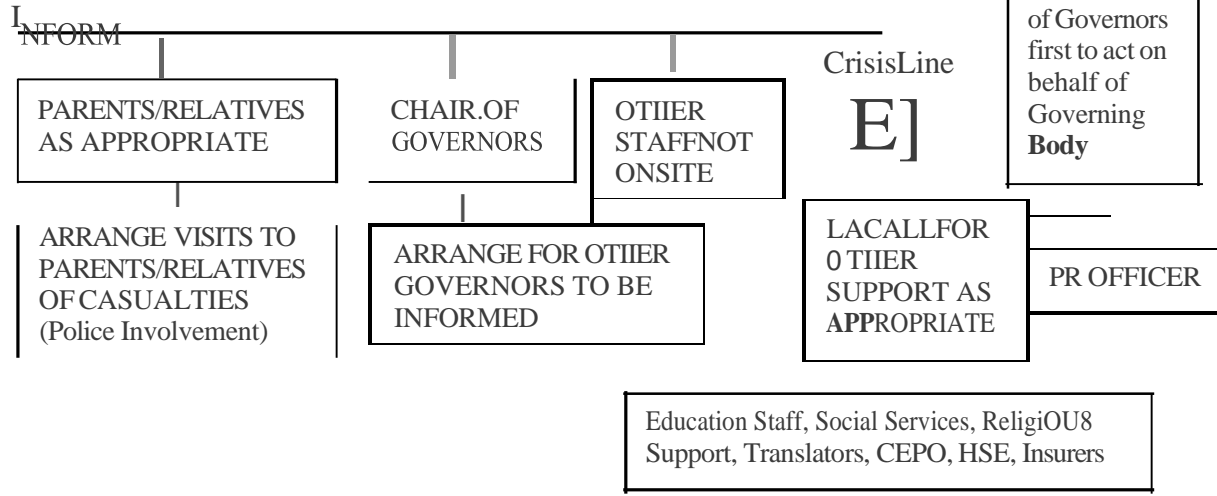 INFORM
PARENTS/RELATIVES
AS APPROPRIATE
CHAIR.OF
GOVERNORS
OTIIER
STAFFNOT
ONSITE
CrisisLine
E]
of Governors
first to act on
behalf of
Governing
Body
ARRANGE VISITS TO
PARENTS/RELATIVES
OF CASUALTIES
(Police Involvement)
ARRANGE FOR OTIIER
GOVERNORS TO BE
INFORMED
LACALLFOR
0 TIIER
SUPPORT AS
APPROPRIATE
PR OFFICER
Education Staff, Social Services, ReligiOU8
Support, Translators, CEPO, HSE, Insurers